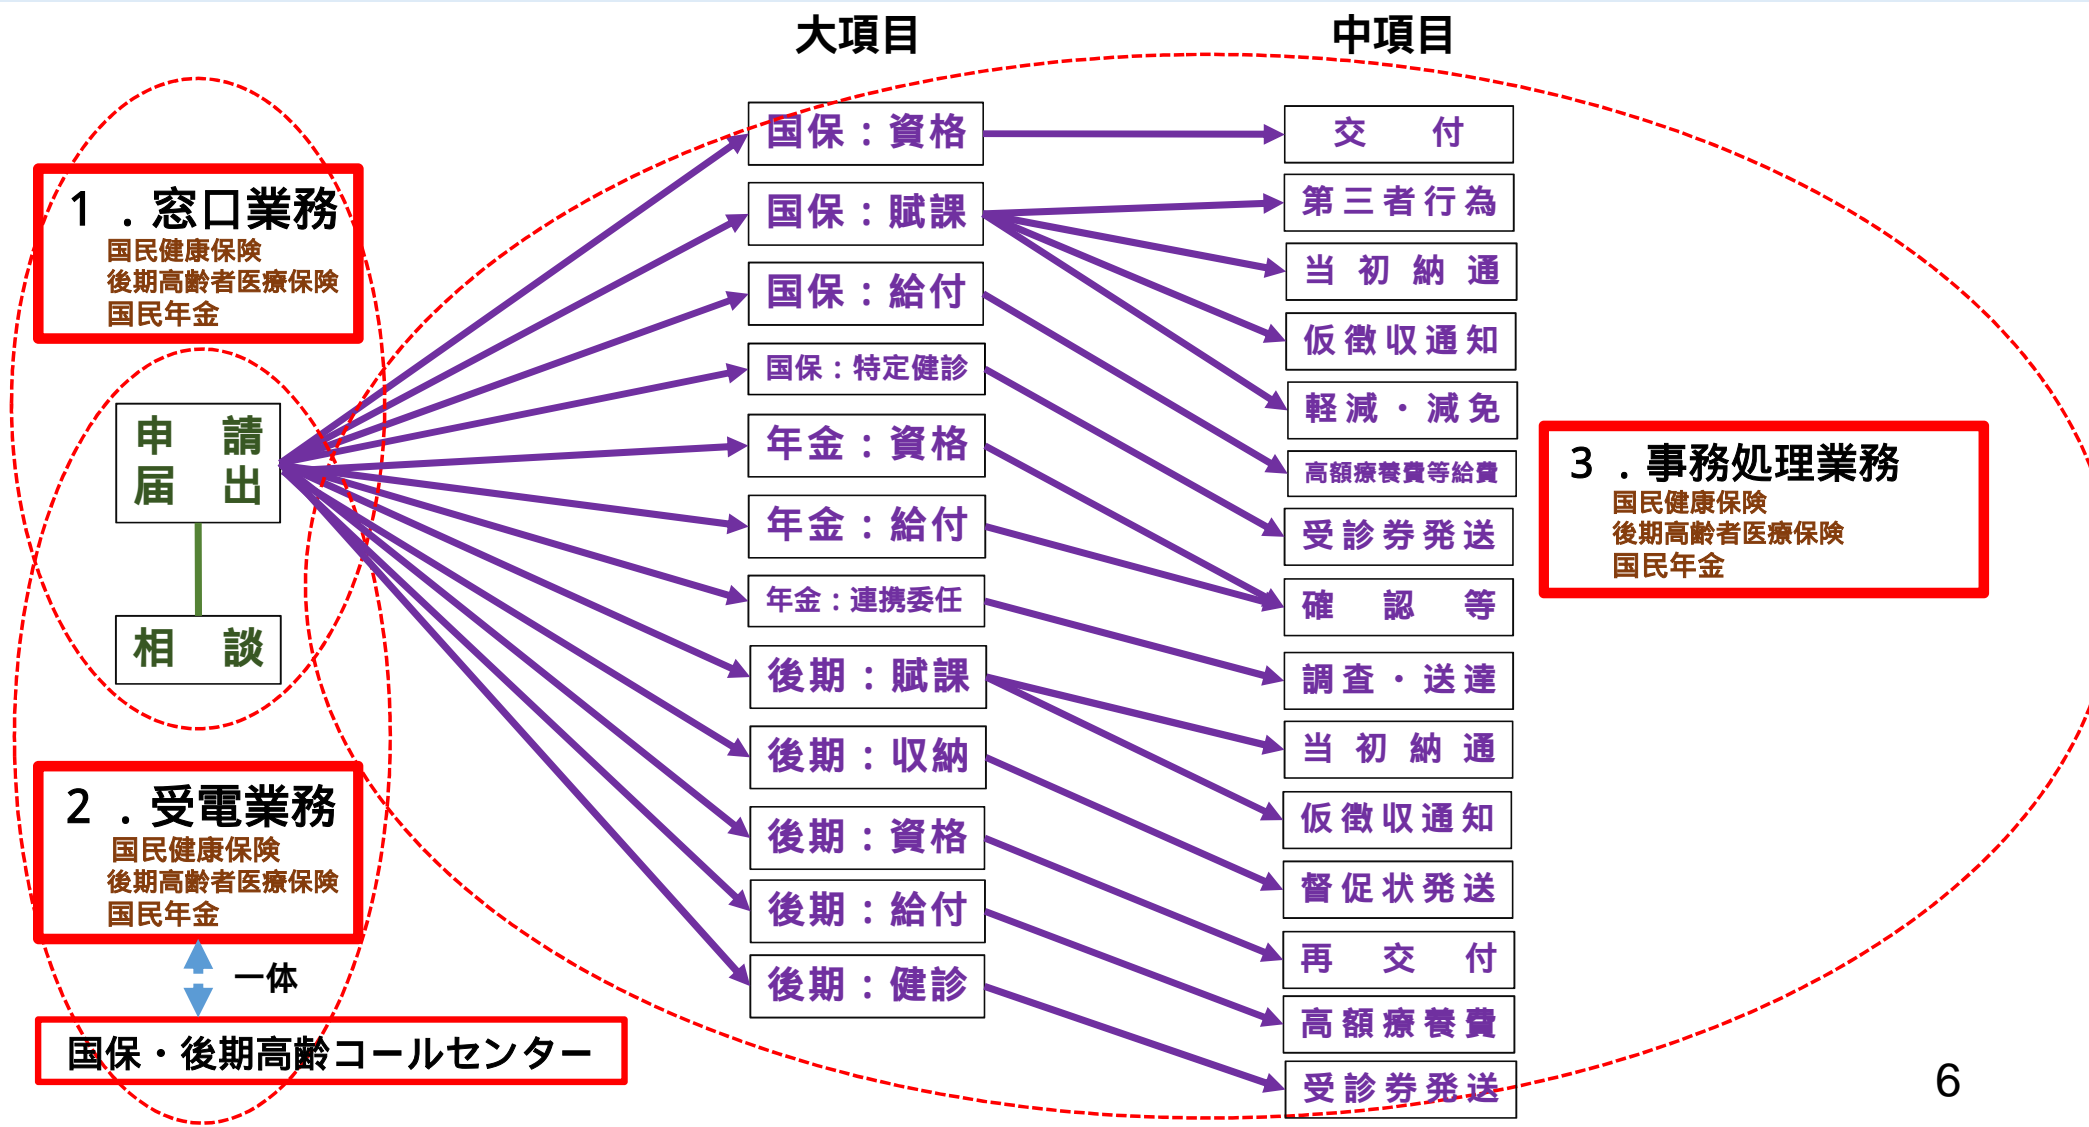 大項目
中項目
1．窓口業務
国民健康保険
後期高齢者医療保険
国民年金
申請
届出
相談
2．受電業務
国民健康保険
後期高齢者医療保険
国民年金
一体
国保・後期高齢コールセンター
国保：資格
国保：賦課
国保：給付
国保：特定健診
年金：資格
年金：給付
年金：連携委任
後期：賦課
後期：収納
後期：資格
後期：給付
後期：健診
交付
第三者行為
当初納通
仮徴収通知
軽減・減免
高額療養費等給費
受診券発送
確認等
調査・送達
当初納通
仮徴収通知
督促状発送
再交付
高額療養費
受診券発送
3．事務処理業務
国民健康保険
後期高齢者医療保険
国民年金
6